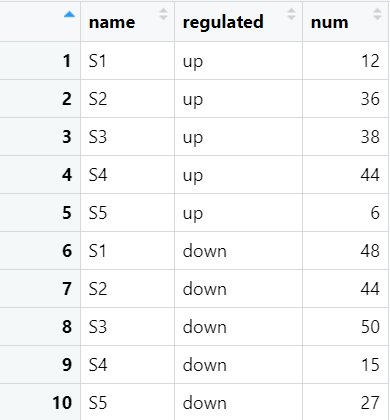 name regulated num
1 S1 up 12
2 S2 up 36
3 S3 up 38
4 S4 up 44
5 S5 up 6
6 S1 down 48
7 S2 down 44
8 S3 down 50
9 S4 down 15
10 S5 down 27